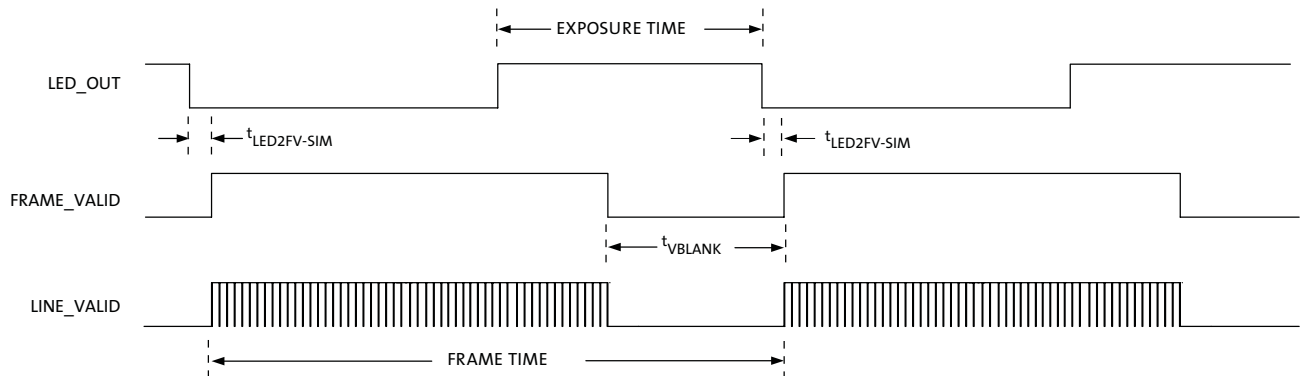 EXPOSURE TIME
LED_OUT
tLED2FV-SIM
tLED2FV-SIM
FRAME_VALID
tVBLANK
LINE_VALID
FRAME TIME